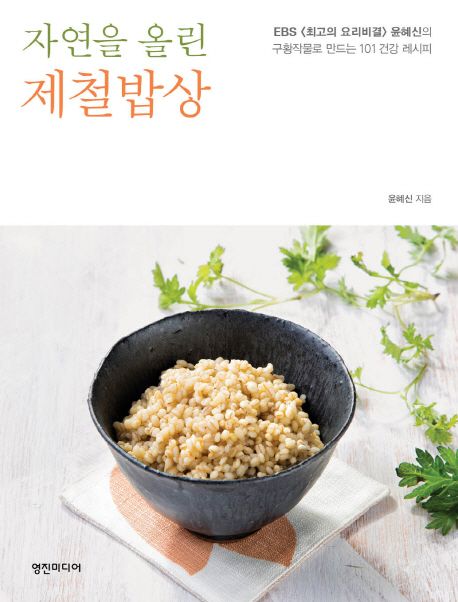 자연을 올린
제철밥상
EBS 〈최고의 요리비결〉 윤혜신의
구황작물로 만드는 101 건강 레시피
윤혜신 지음
영진미디어